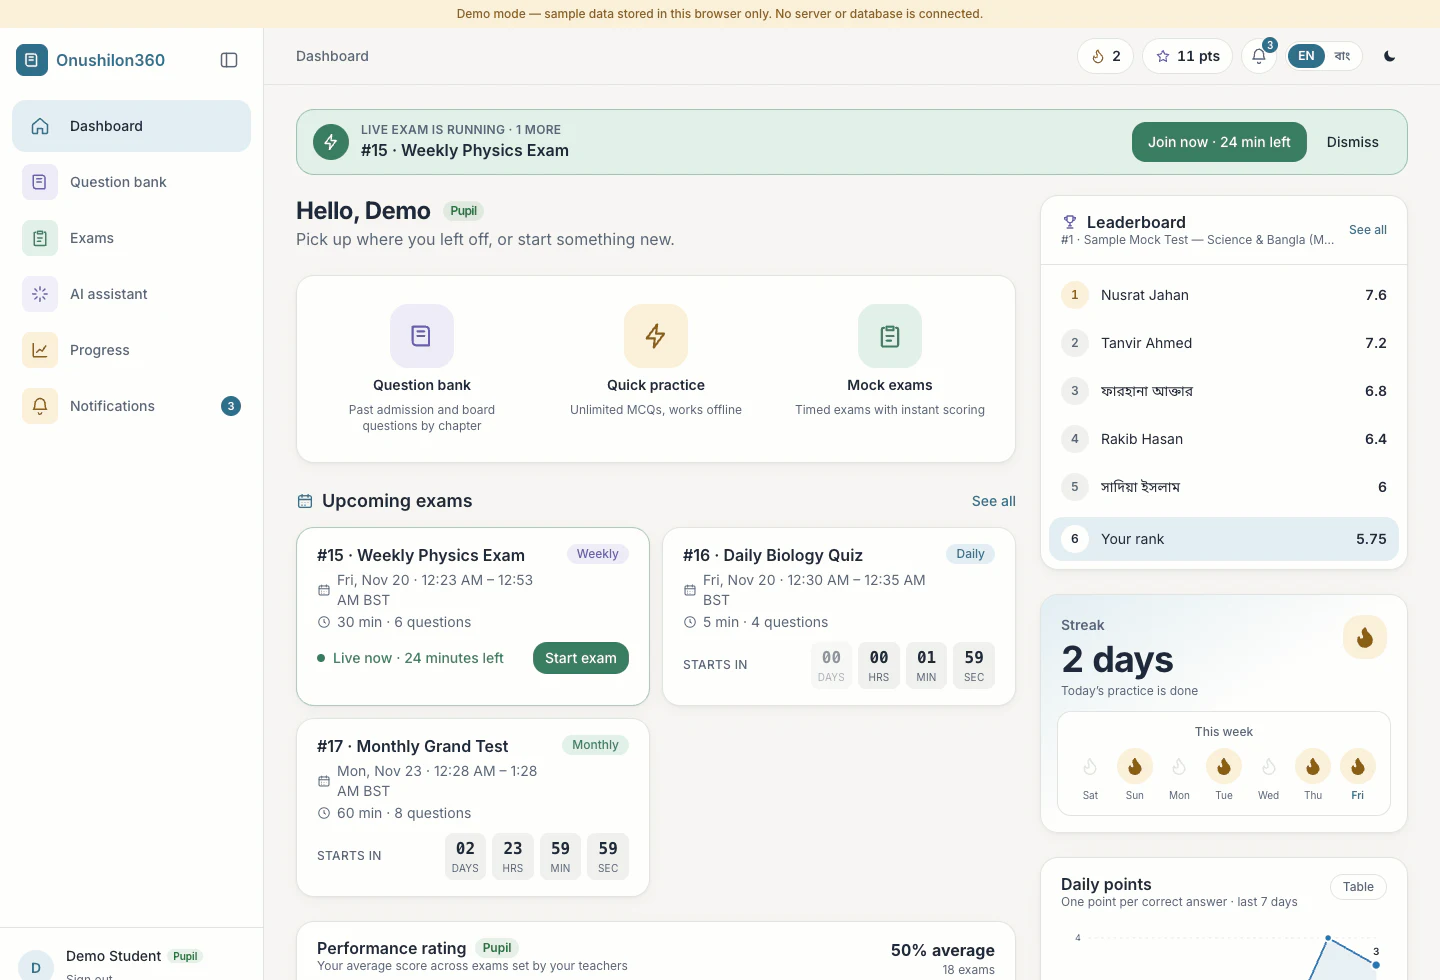 Demo mode — sample data stored in this browser only. No server or database is connected.
Onushilon360
Dashboard
Question bank
Exams
AI assistant
Progress
Notifications
3
D
Demo Student
Pupil
Sign out
Dashboard
2
11 pts
3
EN
বাং
LIVE EXAM IS RUNNING · 1 MORE
#15 · Weekly Physics Exam
Join now · 24 min left
Dismiss
Hello, Demo
Pupil
Pick up where you left off, or start something new.
Question bank
Past admission and board
questions by chapter
Quick practice
Unlimited MCQs, works offline
Mock exams
Timed exams with instant scoring
Upcoming exams
See all
#15 · Weekly Physics Exam
Weekly
Fri, Nov 20 · 12:23 AM – 12:53
AM BST
30 min · 6 questions
Live now · 24 minutes left
Start exam
#16 · Daily Biology Quiz
Daily
Fri, Nov 20 · 12:30 AM – 12:35 AM
BST
5 min · 4 questions
STARTS IN
00 00 01 59
DAYS HRS MIN SEC
#17 · Monthly Grand Test
Monthly
Mon, Nov 23 · 12:28 AM – 1:28
AM BST
60 min · 8 questions
STARTS IN
02 23 59 59
DAYS HRS MIN SEC
Performance rating
Pupil
Your average score across exams set by your teachers
50% average
18 exams
Leaderboard
#1 · Sample Mock Test — Science & Bangla (M...
See all
1 Nusrat Jahan 7.6
2 Tanvir Ahmed 7.2
3 ফারহানা আক্তার 6.8
4 Rakib Hasan 6.4
5 সাদিয়া ইসলাম 6
6 Your rank 5.75
Streak
2 days
Today's practice is done
This week
Sat Sun Mon Tue Wed Thu Fri
Daily points
One point per correct answer · last 7 days
Table
4
3